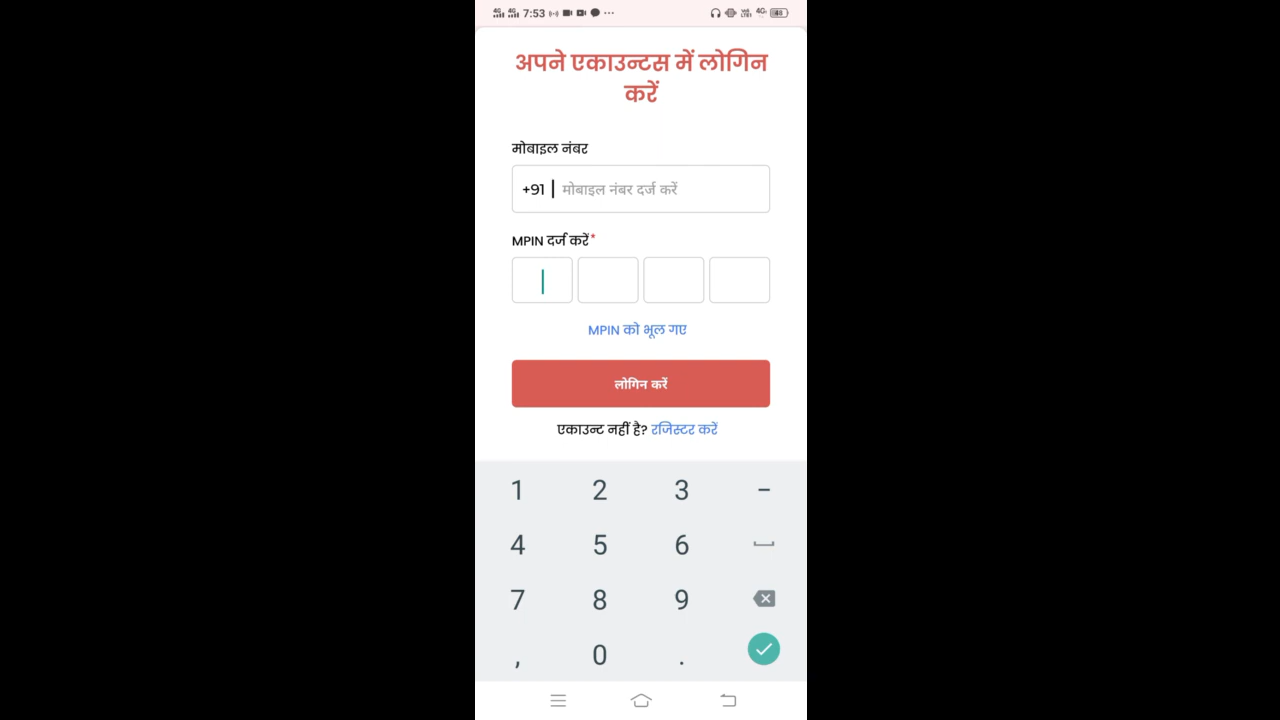 7:53
48
अपने एकाउन्टस में लोगिन
करें
मोबाइल नंबर
+91 मोबाइल नंबर दर्ज करें
MPIN दर्ज करें*
MPIN को भूल गए
लोगिन करें
एकाउन्ट नहीं है? रजिस्टर करें
1 2 3 -
4 5 6
7 8 9
, 0 .